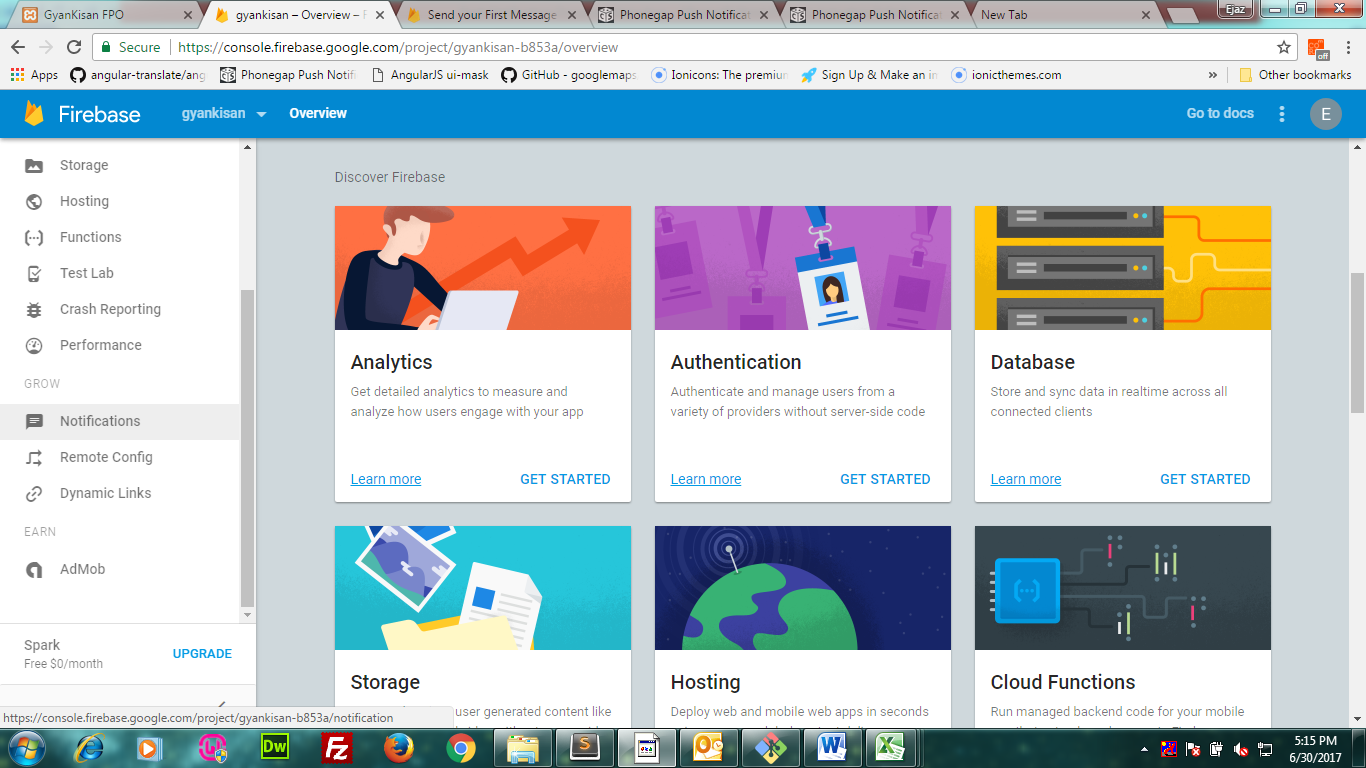 GyanKisan FPO
gyankisan – Overview –
Send your First Message
Phonegap Push Notificat
Phonegap Push Notificat
New Tab
Ejaz
Secure
https://console.firebase.google.com/project/gyankisan-b853a/overview
off
Apps
angular-translate/ang
Phonegap Push Notifi
AngularJS ui-mask
GitHub - googlemaps
Ionicons: The premium
Sign Up & Make an in
ionicthemes.com
»
Other bookmarks
Firebase
gyankisan
Overview
Go to docs
E
Storage
Hosting
Functions
Test Lab
Crash Reporting
Performance
GROW
Notifications
Remote Config
Dynamic Links
EARN
AdMob
Spark
Free $0/month
UPGRADE
Discover Firebase
Analytics
Get detailed analytics to measure and
analyze how users engage with your app
Learn more
GET STARTED
Authentication
Authenticate and manage users from a
variety of providers without server-side code
Learn more
GET STARTED
Database
Store and sync data in realtime across all
connected clients
Learn more
GET STARTED
Storage
user generated content like
Hosting
Deploy web and mobile web apps in seconds
Cloud Functions
Run managed backend code for your mobile
https://console.firebase.google.com/project/gyankisan-b853a/notification
Dw
Fz
5:15 PM
6/30/2017